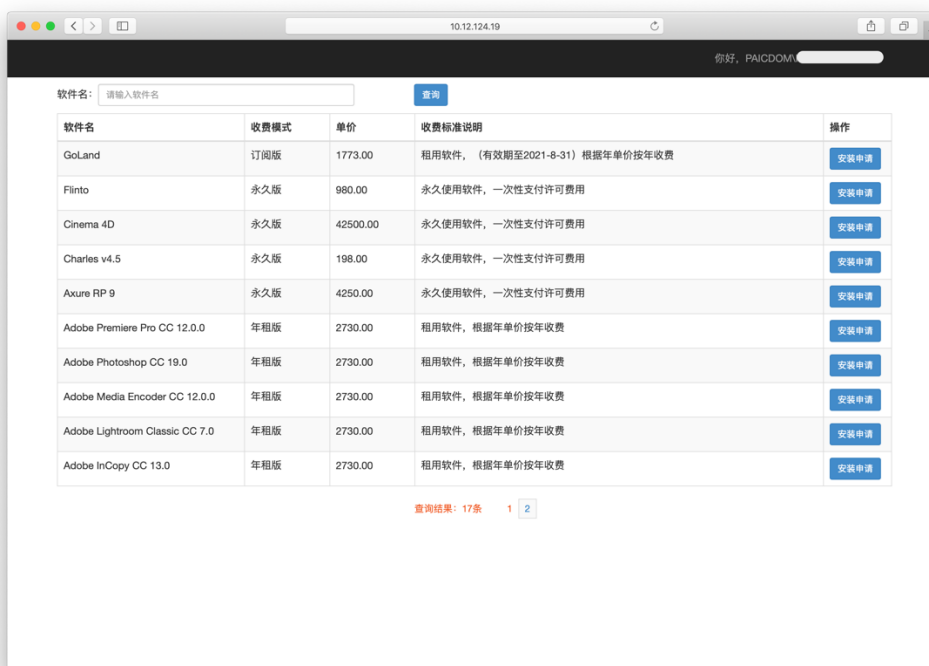 10.12.124.19
你好，PAICDOM\
软件名： 请输入软件名 查询
软件名 收费模式 单价 收费标准说明 操作
GoLand 订阅版 1773.00 租用软件，（有效期至2021-8-31）根据年单价按年收费 安装申请
Flinto 永久版 980.00 永久使用软件，一次性支付许可费用 安装申请
Cinema 4D 永久版 42500.00 永久使用软件，一次性支付许可费用 安装申请
Charles v4.5 永久版 198.00 永久使用软件，一次性支付许可费用 安装申请
Axure RP 9 永久版 4250.00 永久使用软件，一次性支付许可费用 安装申请
Adobe Premiere Pro CC 12.0.0 年租版 2730.00 租用软件，根据年单价按年收费 安装申请
Adobe Photoshop CC 19.0 年租版 2730.00 租用软件，根据年单价按年收费 安装申请
Adobe Media Encoder CC 12.0.0 年租版 2730.00 租用软件，根据年单价按年收费 安装申请
Adobe Lightroom Classic CC 7.0 年租版 2730.00 租用软件，根据年单价按年收费 安装申请
Adobe InCopy CC 13.0 年租版 2730.00 租用软件，根据年单价按年收费 安装申请
查询结果：17条 1 2